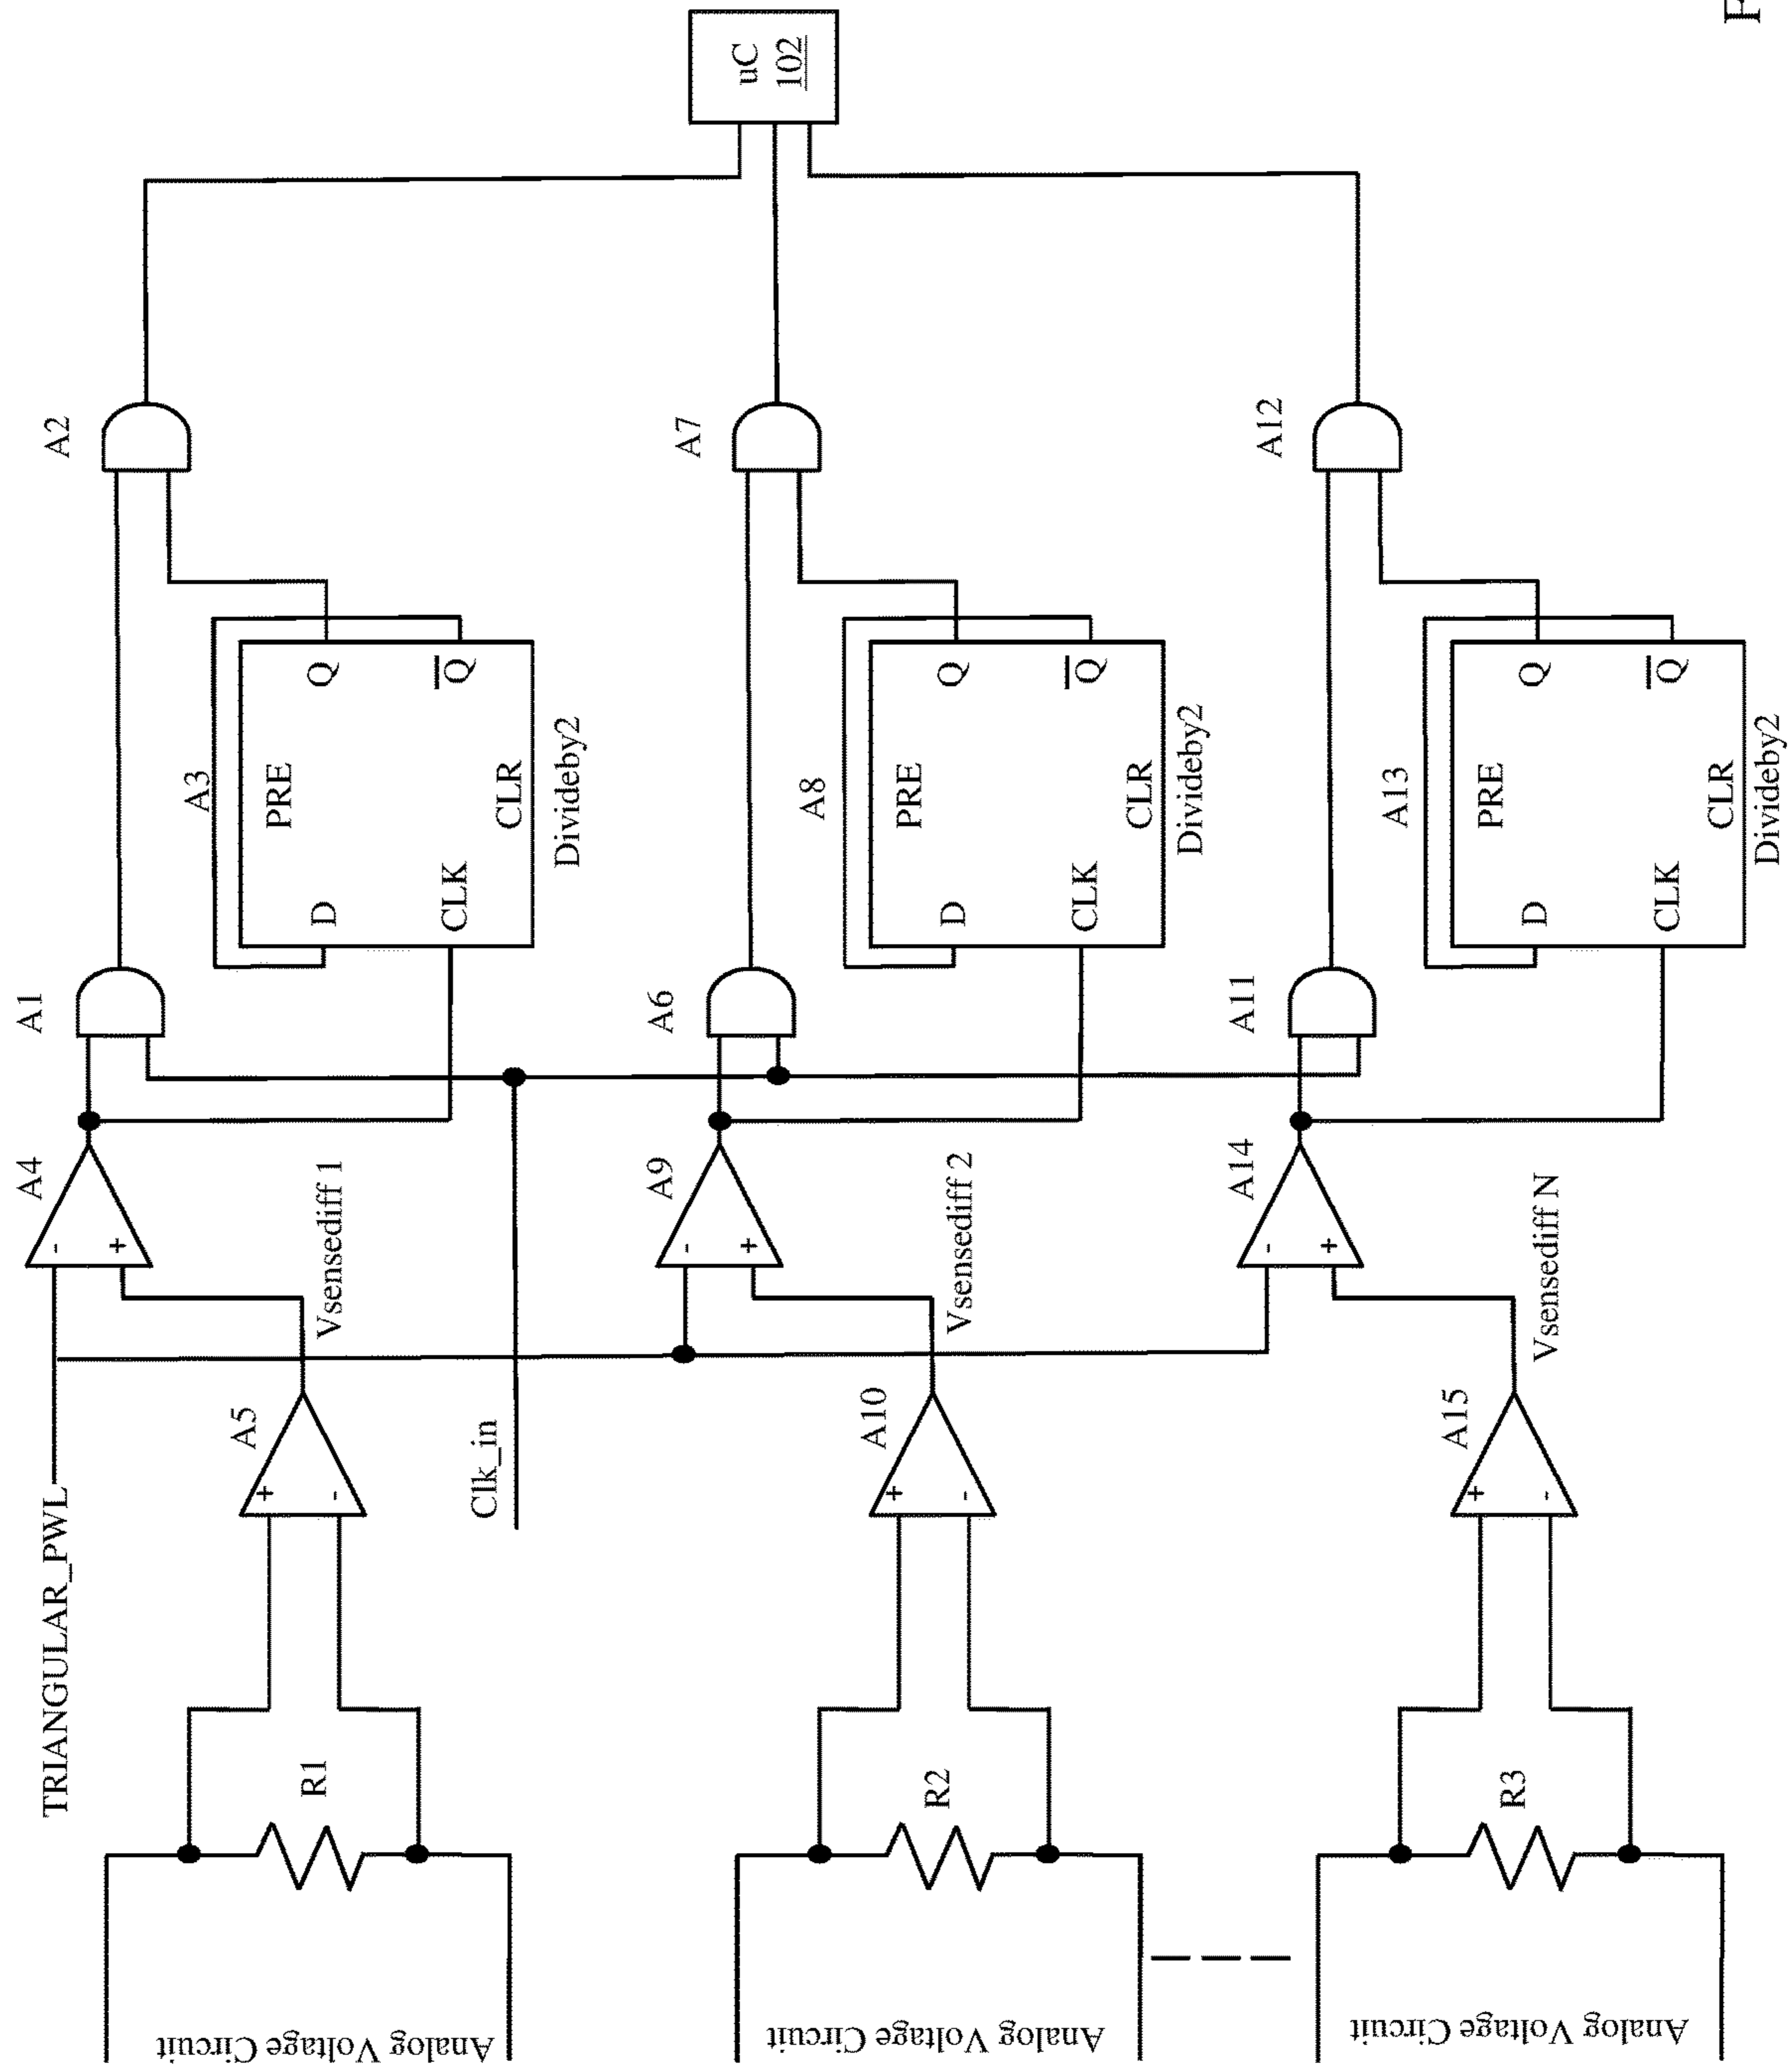 TRIANGULAR_PWL
Analog Voltage Circuit
R1
A5
+
-
Vsensediff 1
A4
-
+
A1
A3
D
PRE
Q
CLK
CLR
Q
Divideby2
A2
Clk_in
uC
102
Analog Voltage Circuit
R2
A10
+
-
Vsensediff 2
A9
-
+
A6
A8
D
PRE
Q
CLK
CLR
Q
Divideby2
A7
Analog Voltage Circuit
R3
A15
+
-
Vsensediff N
A14
-
+
A11
A13
D
PRE
Q
CLK
CLR
Q
Divideby2
A12
F